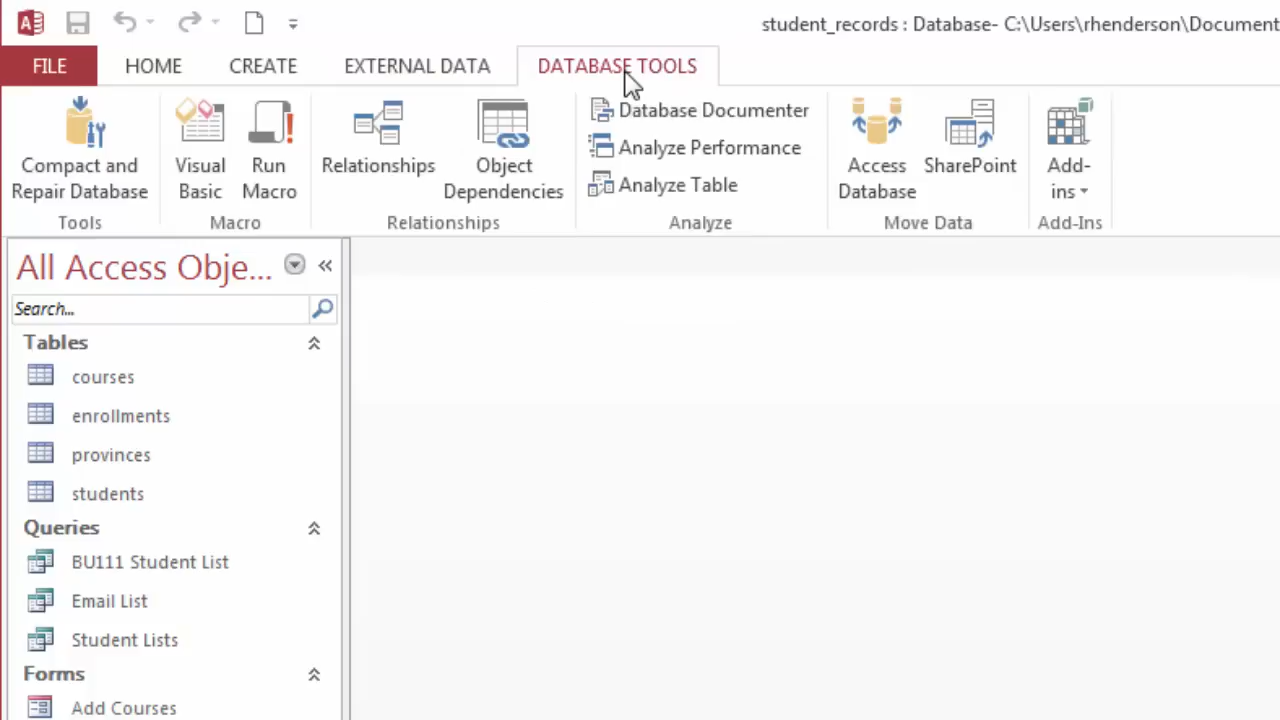 student_records : Database- C:\Users\rhenderson\Document
FILE HOME CREATE EXTERNAL DATA DATABASE TOOLS
Compact and
Repair Database
Tools
Visual
Basic
Run
Macro
Macro
Relationships
Object
Dependencies
Relationships
Database Documenter
Analyze Performance
Analyze Table
Analyze
Access
Database
SharePoint
Move Data
Add-
ins
Add-Ins
All Access Obje...
Search...
Tables
courses
enrollments
provinces
students
Queries
BU111 Student List
Email List
Student Lists
Forms
Add Courses